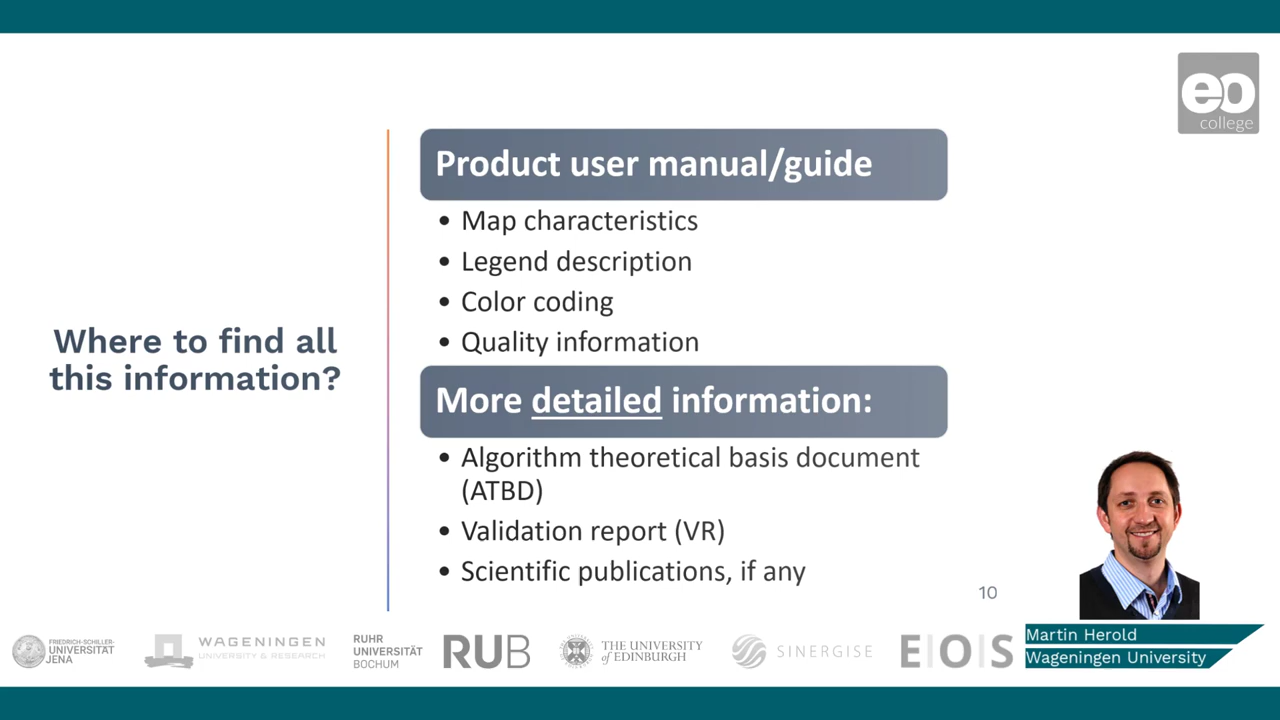 eo
college
Product user manual/guide
• Map characteristics
• Legend description
• Color coding
• Quality information
Where to find all
this information?
More detailed information:
• Algorithm theoretical basis document
(ATBD)
• Validation report (VR)
• Scientific publications, if any
10
FRIEDRICH-SCHILLER-
UNIVERSITÄT
JENA
WAGENINGEN
UNIVERSITY & RESEARCH
RUHR
UNIVERSITÄT
BOCHUM
RUB
THE UNIVERSITY
of EDINBURGH
SINERGISE
E|O|S
Martin Herold
Wageningen University